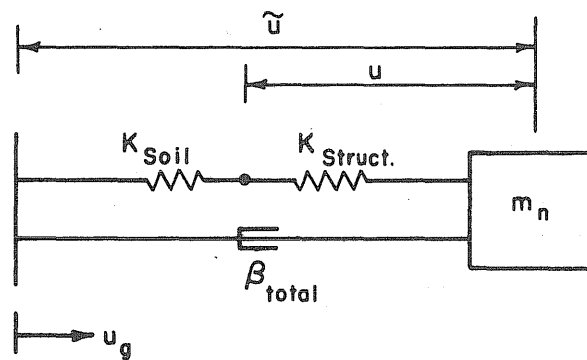 ũ
u
K Soil
K Struct.
m n
β total
u g